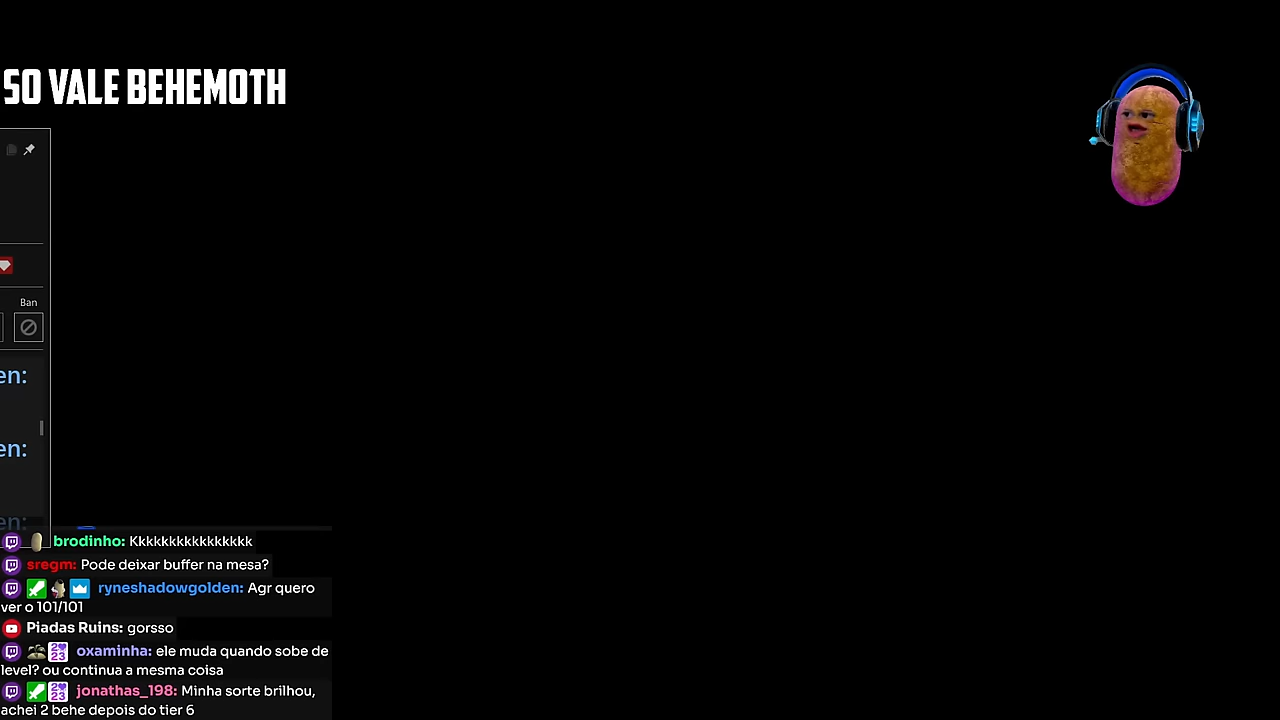 SO VALE BEHEMOTH
Ban
en:
en:
en:
brodinho: Kkkkkkkkkkkkkkkk
sregm: Pode deixar buffer na mesa?
ryneshadowgolden: Agr quero
ver o 101/101
Piadas Ruins: gorsso
oxaminha: ele muda quando sobe de
level? ou continua a mesma coisa
jonathas_198: Minha sorte brilhou,
achei 2 behe depois do tier 6